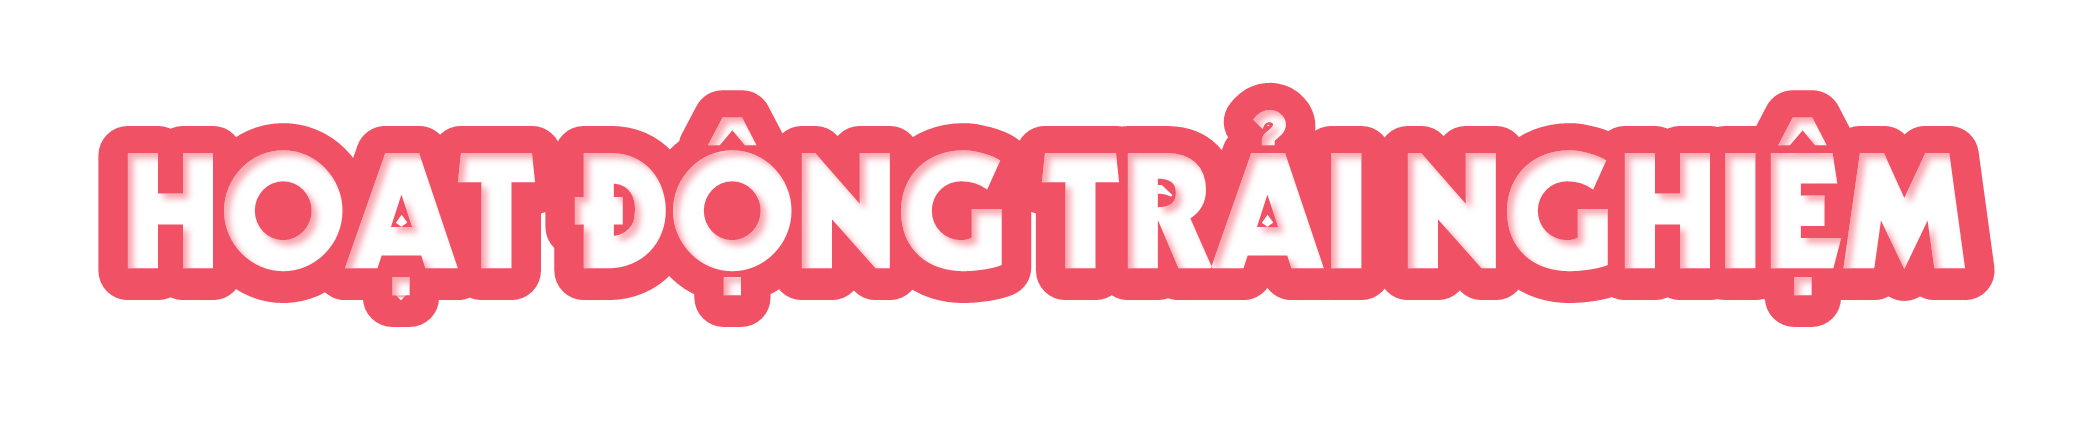 HOẠT ĐỘNG TRẢI NGHIỆM